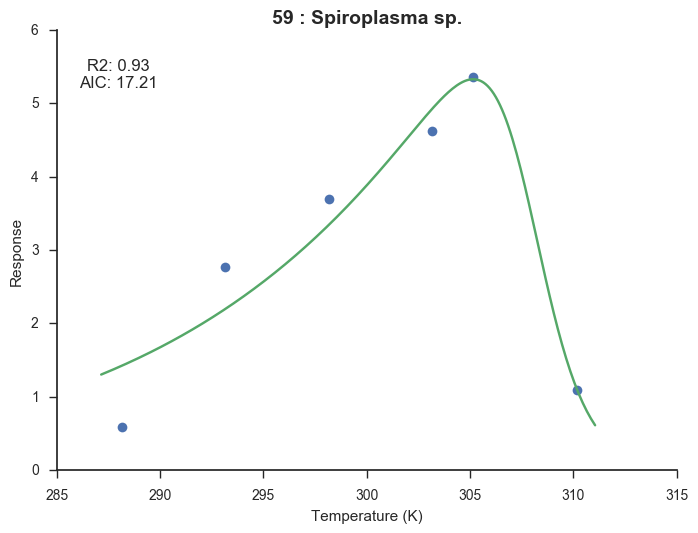 59 : Spiroplasma sp.
R2: 0.93
AIC: 17.21
6
5
4
3
2
1
0
Response
285
290
295
300
305
310
315
Temperature (K)